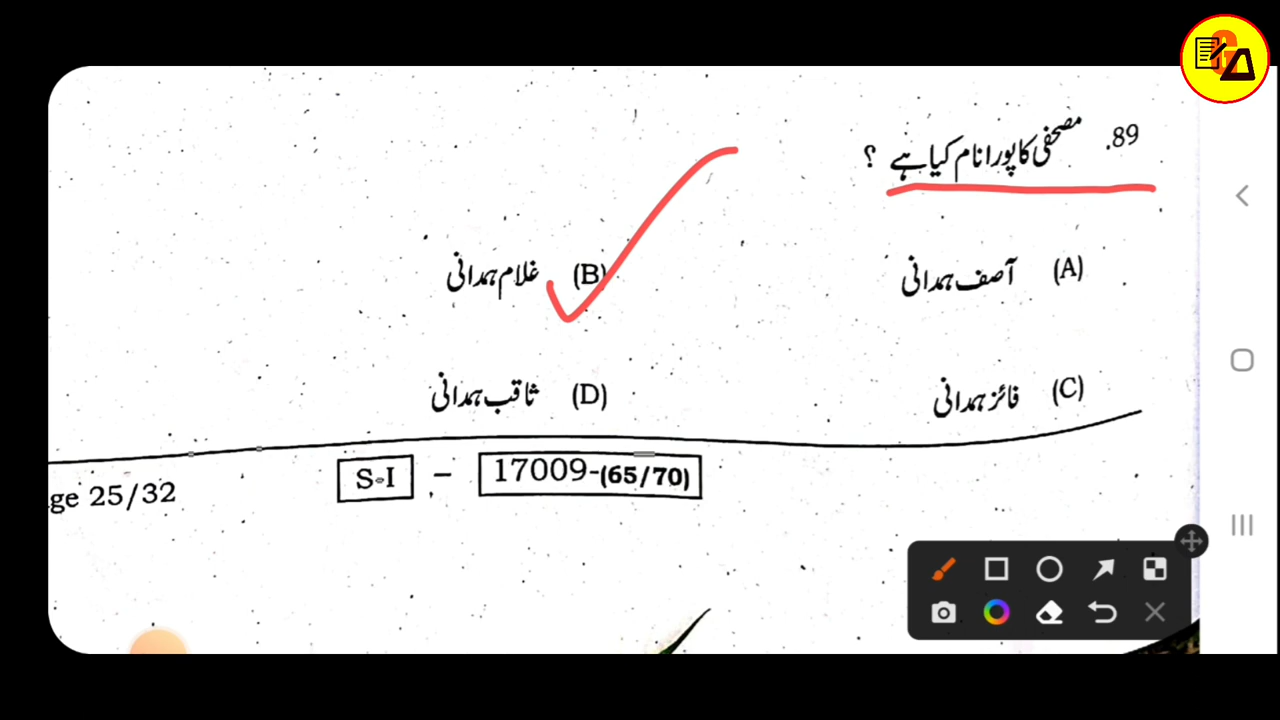 89. مصحفی کا پورا نام کیا ہے ؟
(A) آصف ہمدانی
(B) غلام ہمدانی
(C) فائز ہمدانی
(D) ثاقب ہمدانی
ge 25/32
S-I – 17009-(65/70)